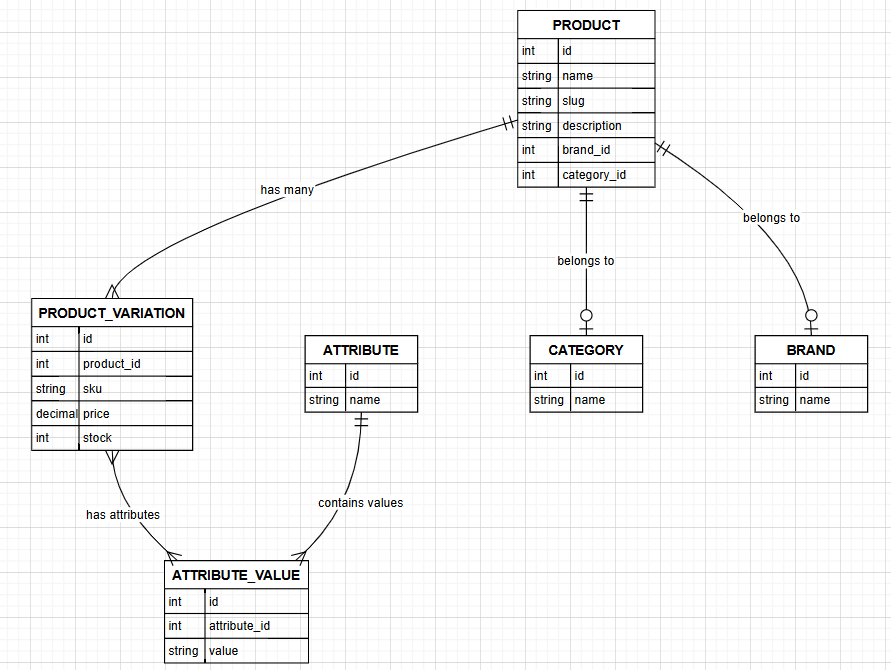 PRODUCT
int id
string name
string slug
string description
int brand_id
int category_id
has many
belongs to
belongs to
PRODUCT_VARIATION
int id
int product_id
string sku
decimal price
int stock
ATTRIBUTE
int id
string name
CATEGORY
int id
string name
BRAND
int id
string name
has attributes
contains values
ATTRIBUTE_VALUE
int id
int attribute_id
string value